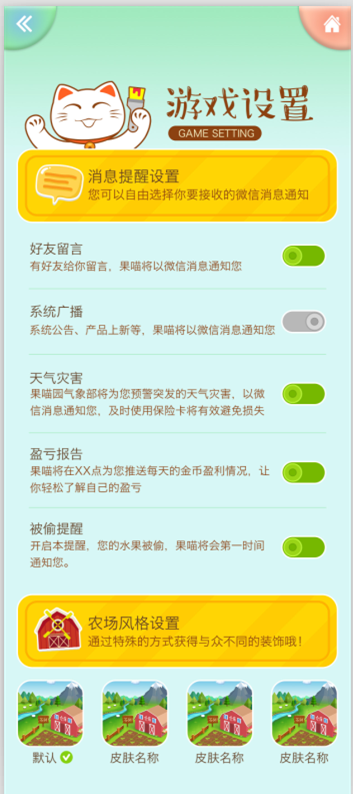 游戏设置
GAME SETTING
消息提醒设置
您可以自由选择你要接收的微信消息通知
好友留言
有好友给你留言，果喵将以微信消息通知您
系统广播
系统公告、产品上新等，果喵将以微信消息通知您
天气灾害
果喵园气象部将为您预警突发的天气灾害，以微
信消息通知您，及时使用保险卡将有效避免损失
盈亏报告
果喵将在XX点为您推送每天的金币盈利情况，让
你轻松了解自己的盈亏
被偷提醒
开启本提醒，您的水果被偷，果喵将会第一时间
通知您。
农场风格设置
通过特殊的方式获得与众不同的装饰哦！
默认
皮肤名称
皮肤名称
皮肤名称